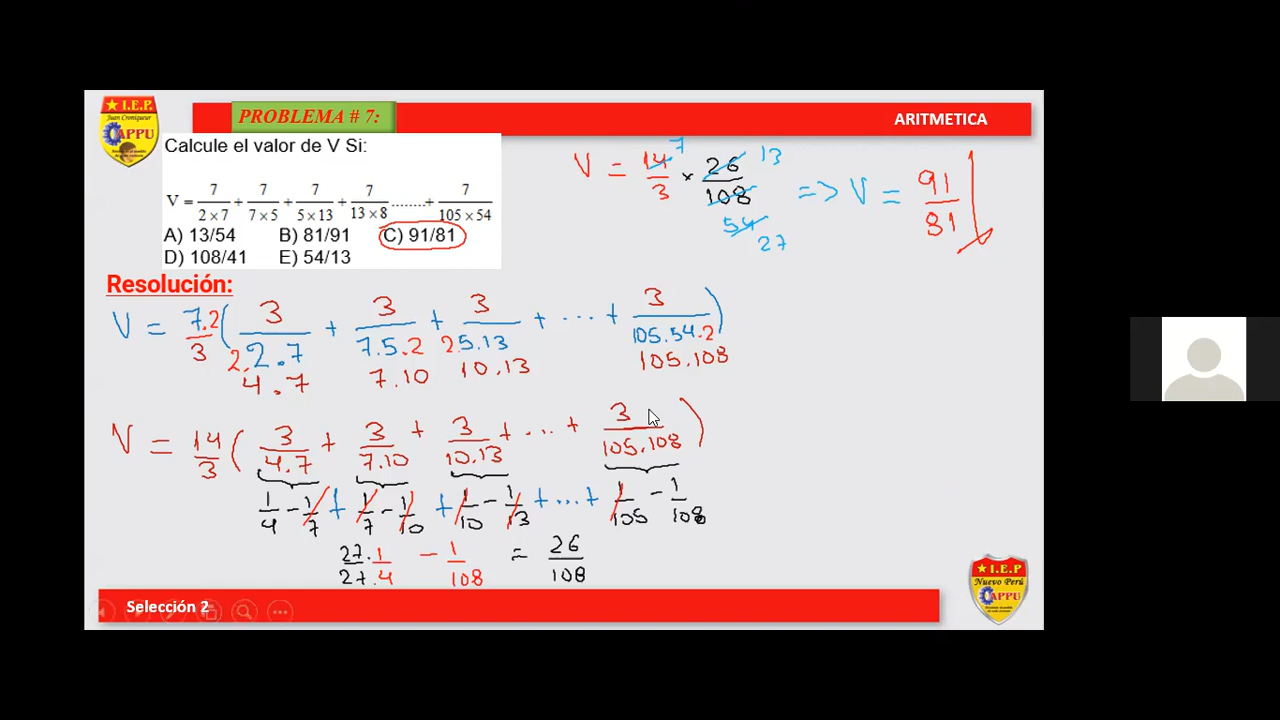 I.E.P.
Juan Croniqueur
CAPPU
PROBLEMA # 7:
ARITMETICA
Calcule el valor de V Si:
V = 7/(2×7) + 7/(7×5) + 7/(5×13) + 7/(13×8) ........+ 7/(105×54)
A) 13/54 B) 81/91 C) 91/81
D) 108/41 E) 54/13
V = 14/3 × 26/108 => V = 91/81
7 13
54
27
Resolución:
V = 7.2/3 ( 3/(2.2.7) + 3/(7.5.2) + 3/(2.5.13) + ... + 3/(105.54.2) )
4.7 7.10 10.13 105.108
V = 14/3 ( 3/(4.7) + 3/(7.10) + 3/(10.13) + ... + 3/(105.108) )
1/4 - 1/7 + 1/7 - 1/10 + 1/10 - 1/13 + ... + 1/105 - 1/108
27.1/27.4 - 1/108 = 26/108
I.E.P
Nuevo Perú
CAPPU
Selección 2